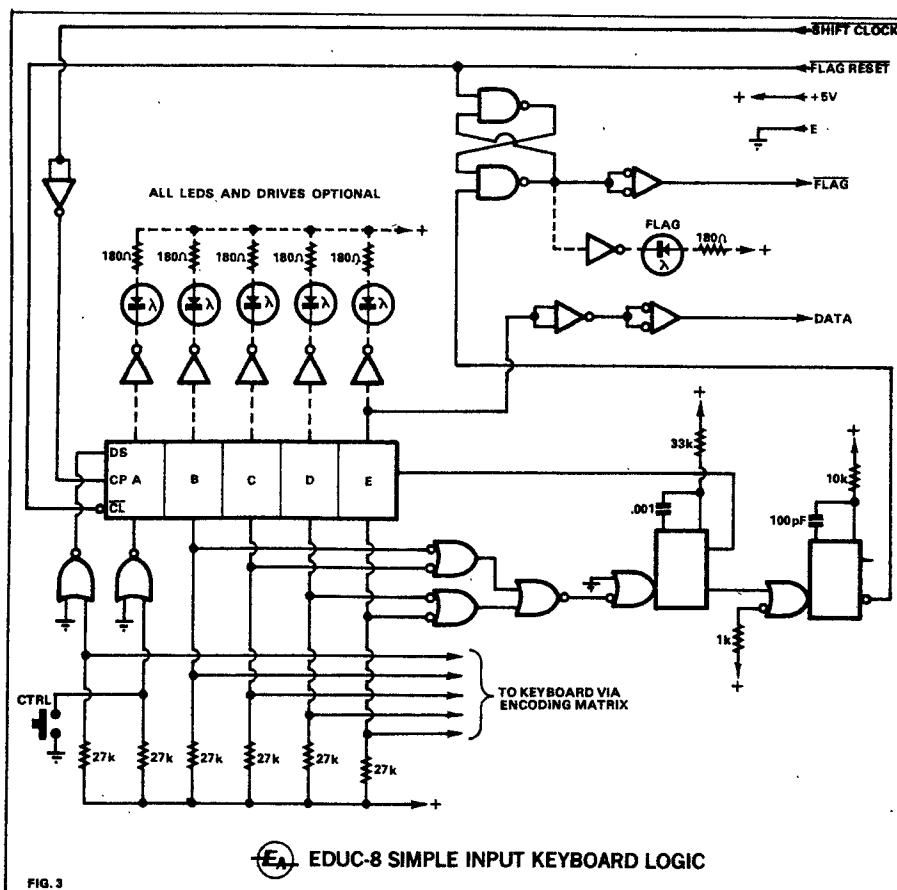 SHIFT CLOCK
FLAG RESET
+ +5V
E
ALL LEDS AND DRIVES OPTIONAL
FLAG
+
FLAG
180Ω
+
180Ω 180Ω 180Ω 180Ω 180Ω
λ λ λ λ λ
λ
DATA
+
33k
+
10k
DS
CP A B C D E
CL
.001
100pF
1k
+
TO KEYBOARD VIA
ENCODING MATRIX
CTRL
27k 27k 27k 27k 27k 27k
+
EA EDUC-8 SIMPLE INPUT KEYBOARD LOGIC
FIG. 3